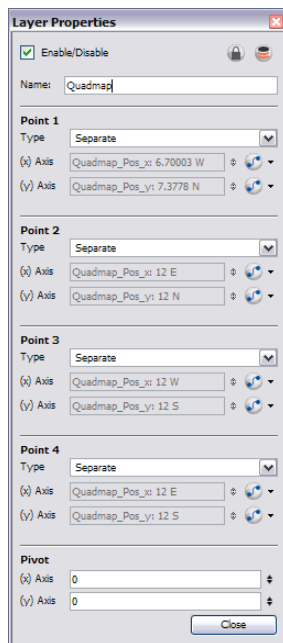 Layer Properties
Enable/Disable
Name: Quadmap
Point 1
Type Separate
(x) Axis Quadmap_Pos_x: 6.70003 W
(y) Axis Quadmap_Pos_y: 7.3778 N
Point 2
Type Separate
(x) Axis Quadmap_Pos_x: 12 E
(y) Axis Quadmap_Pos_y: 12 N
Point 3
Type Separate
(x) Axis Quadmap_Pos_x: 12 W
(y) Axis Quadmap_Pos_y: 12 S
Point 4
Type Separate
(x) Axis Quadmap_Pos_x: 12 E
(y) Axis Quadmap_Pos_y: 12 S
Pivot
(x) Axis 0
(y) Axis 0
Close